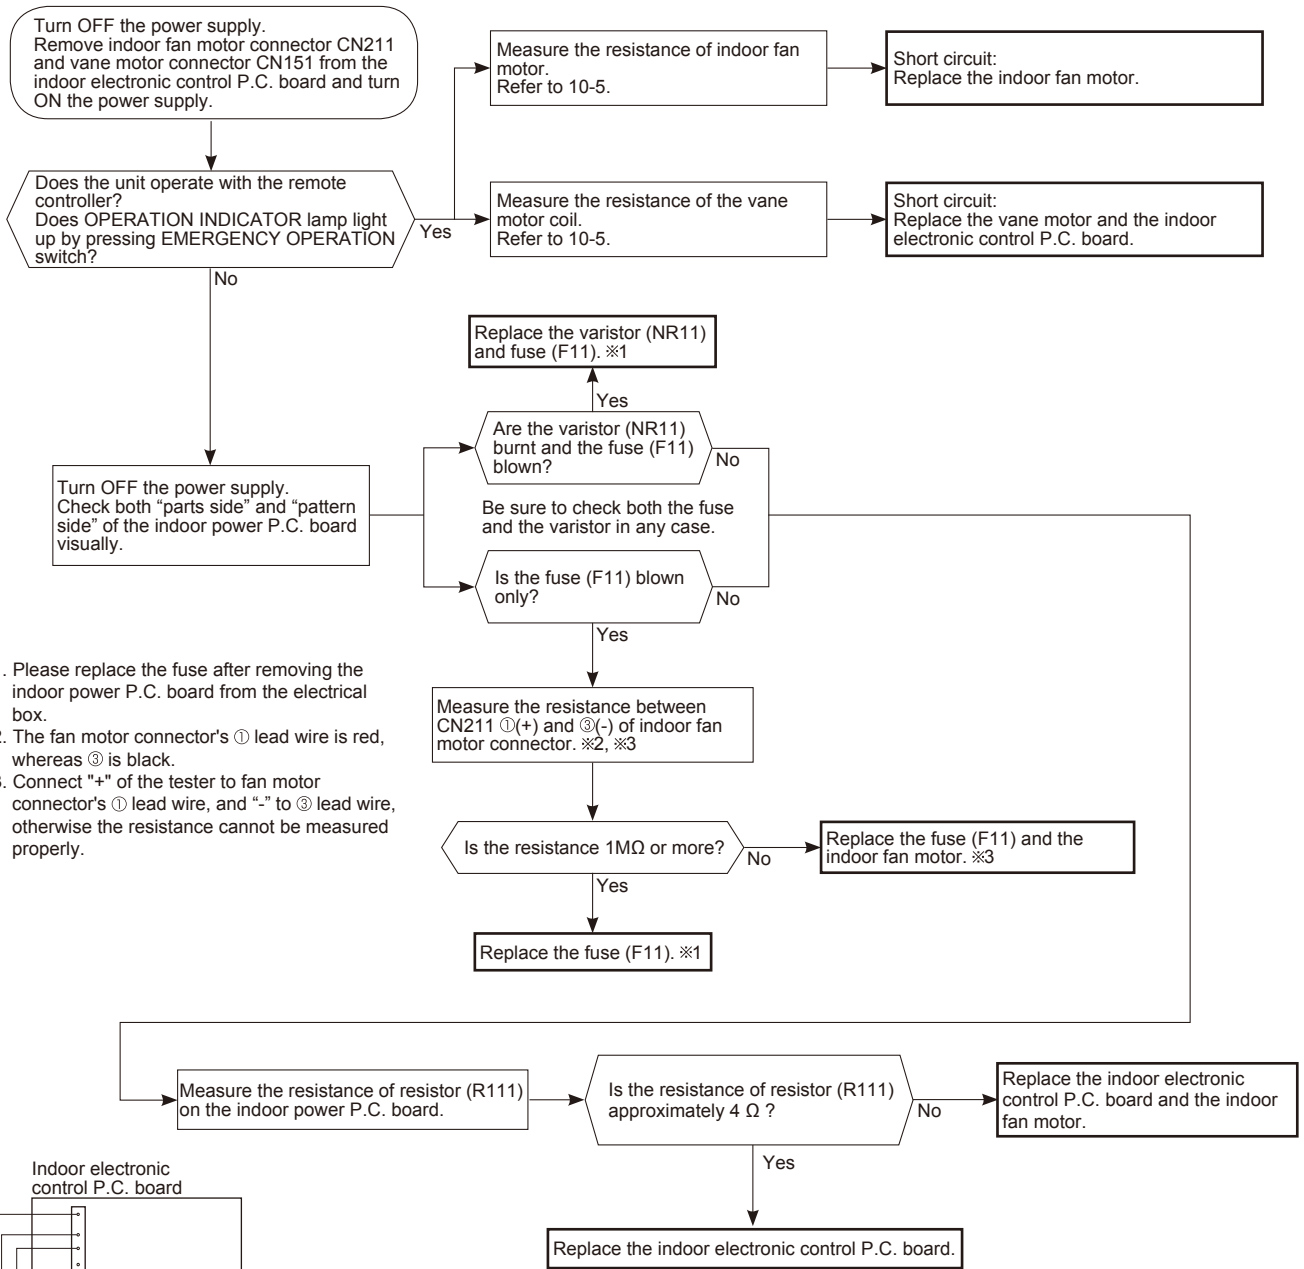 Turn OFF the power supply.
Remove indoor fan motor connector CN211
and vane motor connector CN151 from the
indoor electronic control P.C. board and turn
ON the power supply.
Measure the resistance of indoor fan
motor.
Refer to 10-5.
Short circuit:
Replace the indoor fan motor.
Does the unit operate with the remote
controller?
Does OPERATION INDICATOR lamp light
up by pressing EMERGENCY OPERATION
switch?
Yes
Measure the resistance of the vane
motor coil.
Refer to 10-5.
Short circuit:
Replace the vane motor and the indoor
electronic control P.C. board.
No
Replace the varistor (NR11)
and fuse (F11). ※1
Yes
Are the varistor (NR11)
burnt and the fuse (F11)
blown?
No
Turn OFF the power supply.
Check both “parts side” and “pattern
side” of the indoor power P.C. board
visually.
Be sure to check both the fuse
and the varistor in any case.
Is the fuse (F11) blown
only?
No
Yes
. Please replace the fuse after removing the
indoor power P.C. board from the electrical
box.
2. The fan motor connector's ① lead wire is red,
whereas ③ is black.
3. Connect "+" of the tester to fan motor
connector's ① lead wire, and “-” to ③ lead wire,
otherwise the resistance cannot be measured
properly.
Measure the resistance between
CN211 ①(+) and ③(-) of indoor fan
motor connector. ※2, ※3
Is the resistance 1MΩ or more?
No
Replace the fuse (F11) and the
indoor fan motor. ※3
Yes
Replace the fuse (F11). ※1
Measure the resistance of resistor (R111)
on the indoor power P.C. board.
Is the resistance of resistor (R111)
approximately 4 Ω ?
No
Replace the indoor electronic
control P.C. board and the indoor
fan motor.
Yes
Replace the indoor electronic control P.C. board.
Indoor electronic
control P.C. board